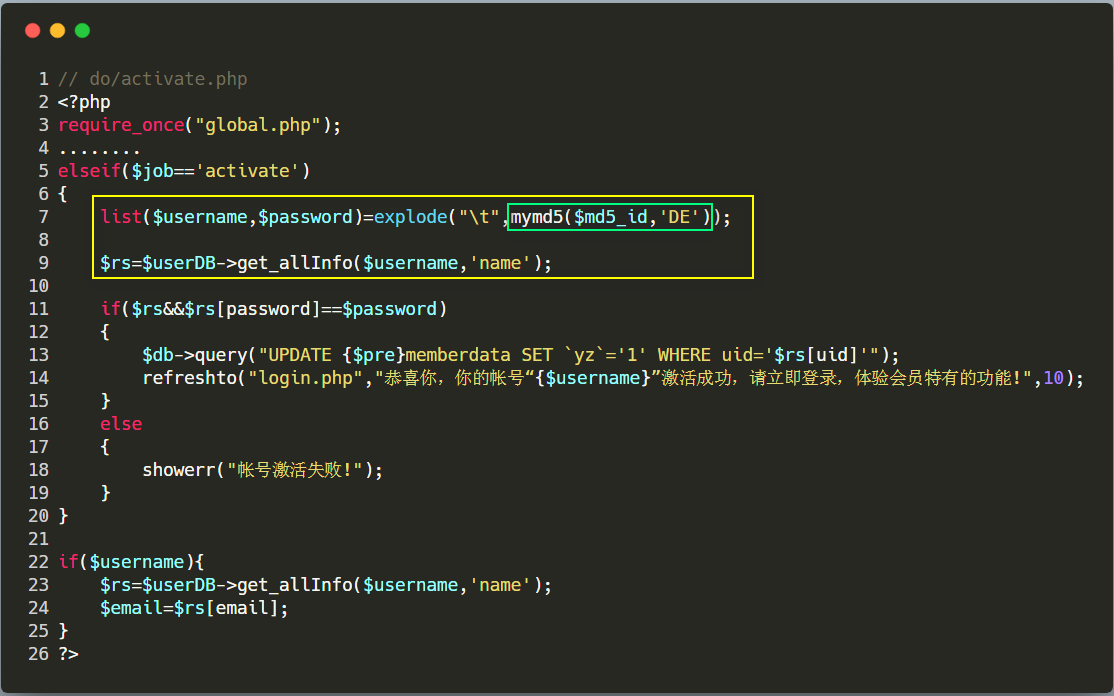 1 // do/activate.php
2 <?php
3 require_once("global.php");
4 ........
5 elseif($job=='activate')
6 {
7     list($username,$password)=explode("\t",mymd5($md5_id,'DE'));
8
9     $rs=$userDB->get_allInfo($username,'name');
10
11     if($rs&&$rs[password]==$password)
12     {
13         $db->query("UPDATE {$pre}memberdata SET `yz`='1' WHERE uid='$rs[uid]'");
14         refreshto("login.php","恭喜你，你的帐号“{$username}”激活成功，请立即登录，体验会员特有的功能!",10);
15     }
16     else
17     {
18         showerr("帐号激活失败!");
19     }
20 }
21
22 if($username){
23     $rs=$userDB->get_allInfo($username,'name');
24     $email=$rs[email];
25 }
26 ?>